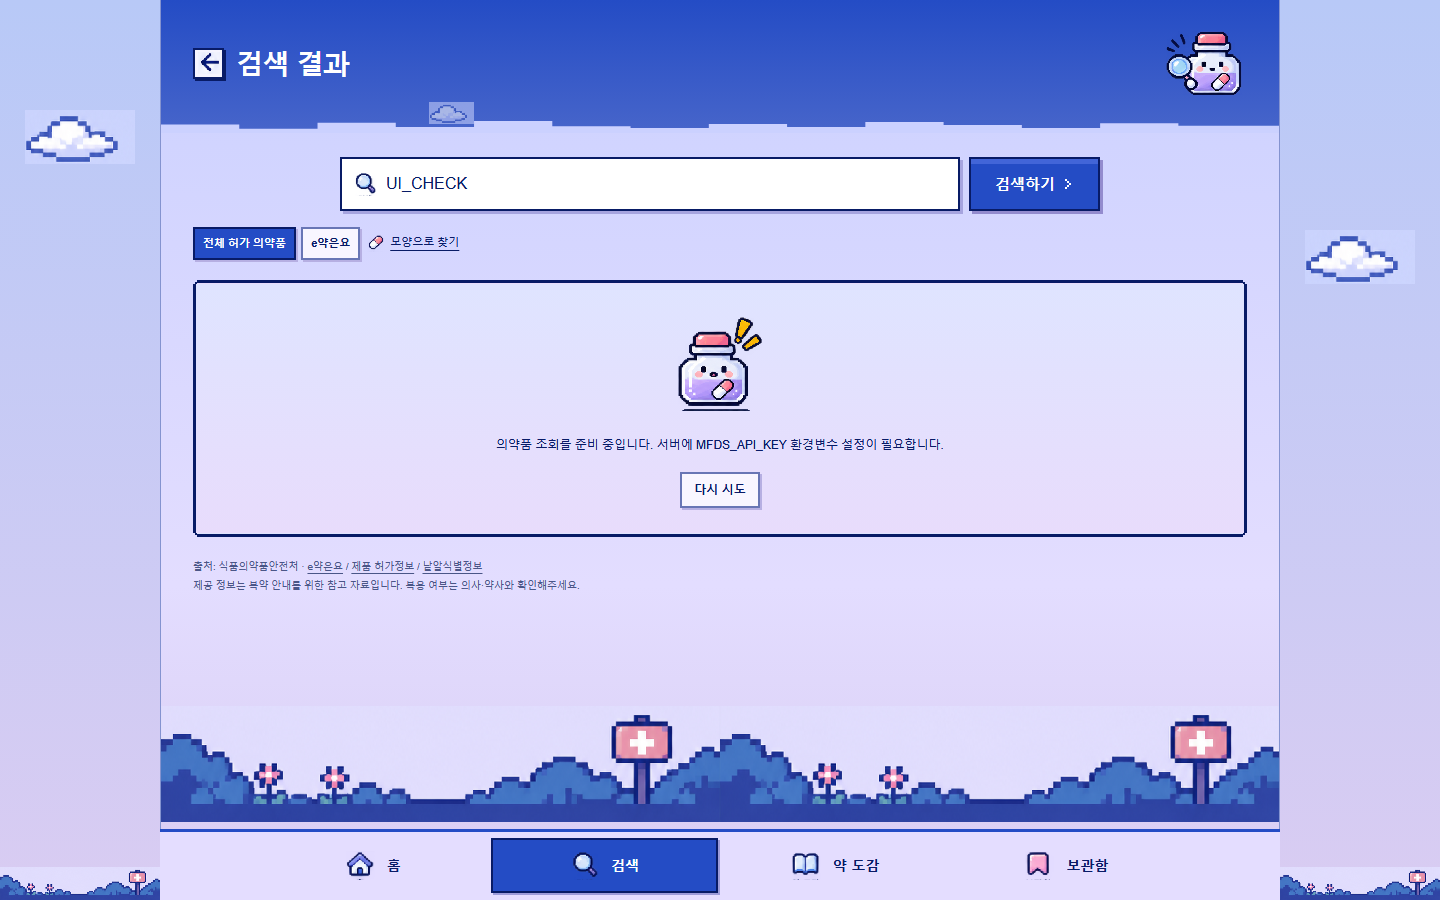 검색 결과
UI_CHECK
검색하기
전체 허가 의약품 e약은요 모양으로 찾기
의약품 조회를 준비 중입니다. 서버에 MFDS_API_KEY 환경변수 설정이 필요합니다.
다시 시도
출처: 식품의약품안전처 · e약은요 / 제품 허가정보 / 낱알식별정보
제공 정보는 복약 안내를 위한 참고 자료입니다. 복용 여부는 의사·약사와 확인해주세요.
홈 검색 약 도감 보관함